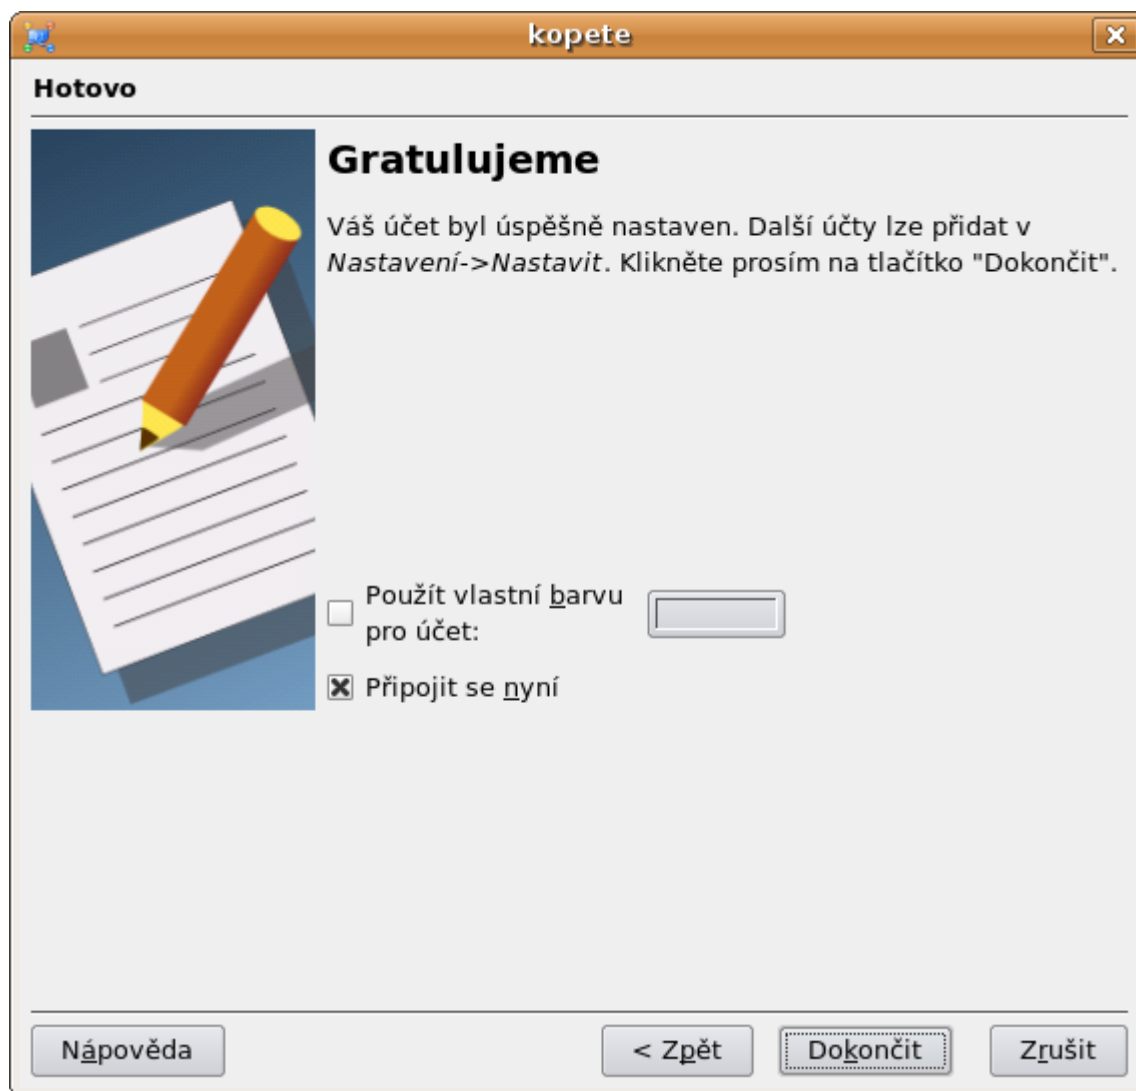 kopete
Hotovo
Gratulujeme
Váš účet byl úspěšně nastaven. Další účty lze přidat v
Nastavení->Nastavit. Klikněte prosím na tlačítko "Dokončit".
Použít vlastní barvu
pro účet:
Připojit se nyní
Nápověda
< Zpět
Dokončit
Zrušit